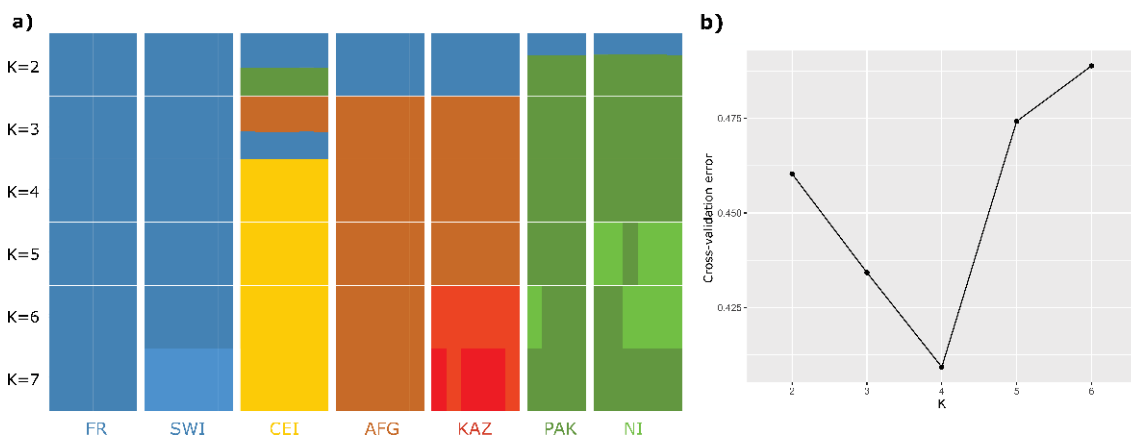 a)
K=2
K=3
K=4
K=5
K=6
K=7
FR SWI CEI AFG KAZ PAK NI
b)
Cross-validation error
0.475
0.450
0.425
2 3 4 5 6
K